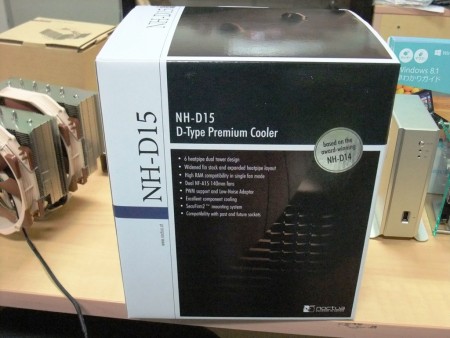 NH-D15
NH-D15
NH-D15
D-Type Premium Cooler
based on the
award-winning
NH-D14
• 6 heatpipe dual tower design
• Widened fin stack and expanded heatpipe layout
• High RAM compatibility in single fan mode
• Dual NF-A15 140mm fans
• PWM support and Low-Noise Adaptor
• Excellent component cooling
• SecuFirm2™ mounting system
• Compatibility with past and future sockets
noctua
Windows 8.1